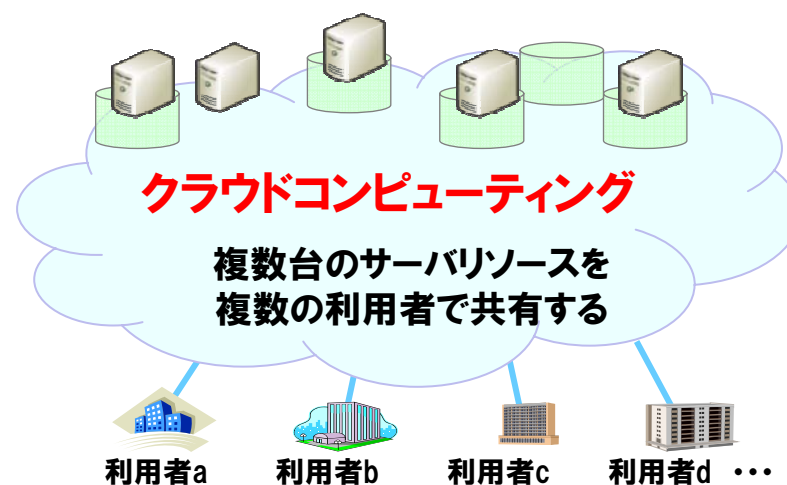 クラウドコンピューティング
複数台のサーバリソースを
複数の利用者で共有する
利用者a 利用者b 利用者c 利用者d ・・・